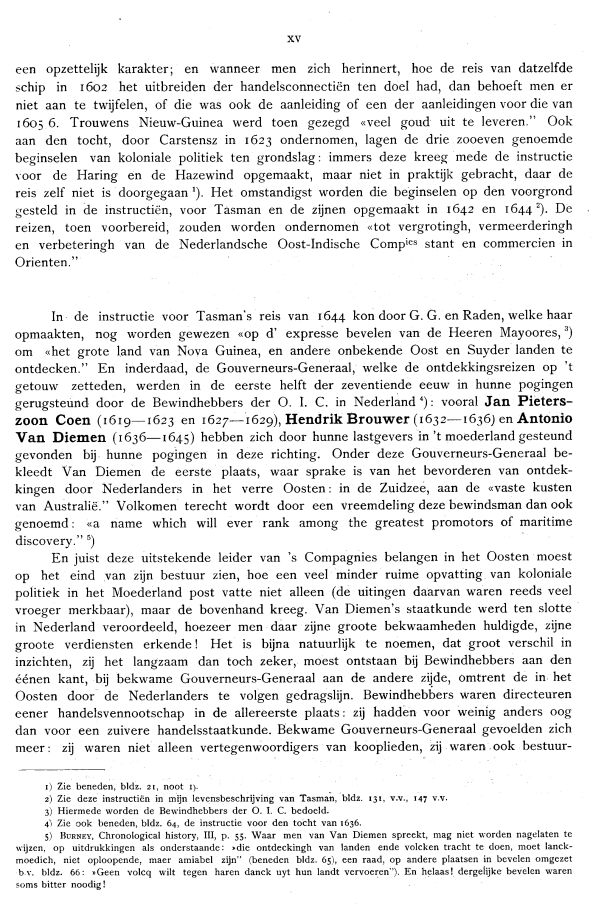 xv
een opzettelijk karakter; en wanneer men zich herinnert, hoe de reis van datzelfde
schip in 1602 het uitbreiden der handelsconnectiën ten doel had, dan behoeft men er
niet aan te twijfelen, of die was ook de aanleiding of een der aanleidingen voor die van
1605 6. Trouwens Nieuw-Guinea werd toen gezegd «veel goud uit te leveren." Ook
aan den tocht, door Carstensz in 1623 ondernomen, lagen de drie zooeven genoemde
beginselen van koloniale politiek ten grondslag: immers deze kreeg mede de instructie
voor de Haring en de Hazewind opgemaakt, maar niet in praktijk gebracht, daar de
reis zelf niet is doorgegaan ¹). Het omstandigst worden die beginselen op den voorgrond
gesteld in de instructiën, voor Tasman en de zijnen opgemaakt in 1642 en 1644 ²). De
reizen, toen voorbereid, zouden worden ondernomen «tot vergrotingh, vermeerderingh
en verbeteringh van de Nederlandsche Oost-Indische Compies stant en commercien in
Orienten."
In de instructie voor Tasman's reis van 1644 kon door G. G. en Raden, welke haar
opmaakten, nog worden gewezen «op d' expresse bevelen van de Heeren Mayoores, ³)
om «het grote land van Nova Guinea, en andere onbekende Oost en Suyder landen te
ontdecken." En inderdaad, de Gouverneurs-Generaal, welke de ontdekkingsreizen op 't
getouw zetteden, werden in de eerste helft der zeventiende eeuw in hunne pogingen
gerugsteund door de Bewindhebbers der O. I. C. in Nederland ⁴): vooral Jan Pieters-
zoon Coen (1619—1623 en 1627—1629), Hendrik Brouwer (1632—1636) en Antonio
Van Diemen (1636—1645) hebben zich door hunne lastgevers in 't moederland gesteund
gevonden bij hunne pogingen in deze richting. Onder deze Gouverneurs-Generaal be-
kleedt Van Diemen de eerste plaats, waar sprake is van het bevorderen van ontdek-
kingen door Nederlanders in het verre Oosten: in de Zuidzee, aan de «vaste kusten
van Australië." Volkomen terecht wordt door een vreemdeling deze bewindsman dan ook
genoemd: «a name which will ever rank among the greatest promotors of maritime
discovery." ⁵)
En juist deze uitstekende leider van 's Compagnies belangen in het Oosten moest
op het eind van zijn bestuur zien, hoe een veel minder ruime opvatting van koloniale
politiek in het Moederland post vatte niet alleen (de uitingen daarvan waren reeds veel
vroeger merkbaar), maar de bovenhand kreeg. Van Diemen's staatkunde werd ten slotte
in Nederland veroordeeld, hoezeer men daar zijne groote bekwaamheden huldigde, zijne
groote verdiensten erkende! Het is bijna natuurlijk te noemen, dat groot verschil in
inzichten, zij het langzaam dan toch zeker, moest ontstaan bij Bewindhebbers aan den
éénen kant, bij bekwame Gouverneurs-Generaal aan de andere zijde, omtrent de in het
Oosten door de Nederlanders te volgen gedragslijn. Bewindhebbers waren directeuren
eener handelsvennootschap in de allereerste plaats: zij hadden voor weinig anders oog
dan voor een zuivere handelsstaatkunde. Bekwame Gouverneurs-Generaal gevoelden zich
meer: zij waren niet alleen vertegenwoordigers van kooplieden, zij waren ook bestuur-
1) Zie beneden, bldz. 21, noot 1).
2) Zie deze instructiën in mijn levensbeschrijving van Tasman, bldz. 131, v.v., 147 v.v.
3) Hiermede worden de Bewindhebbers der O. I. C. bedoeld.
4) Zie ook beneden, bldz. 64, de instructie voor den tocht van 1636.
5) BURNEY, Chronological history, III, p. 55. Waar men van Van Diemen spreekt, mag niet worden nagelaten te
wijzen, op uitdrukkingen als onderstaande: »die ontdeckingh van landen ende volcken tracht te doen, moet lanck-
moedich, niet oploopende, maer amiabel zijn" (beneden bldz. 65), een raad, op andere plaatsen in bevelen omgezet
b.v. bldz. 66: »Geen volcq wilt tegen haren danck uyt hun landt vervoeren"). En helaas! dergelijke bevelen waren
soms bitter noodig!